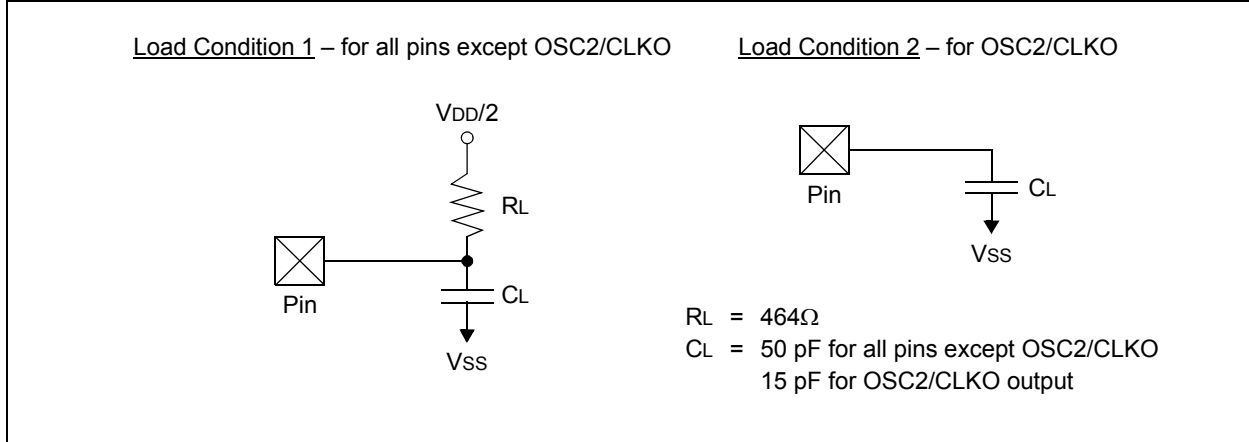 Load Condition 1 – for all pins except OSC2/CLKO
VDD/2
RL
Pin
CL
VSS
Load Condition 2 – for OSC2/CLKO
Pin
CL
VSS
RL = 464Ω
CL = 50 pF for all pins except OSC2/CLKO
15 pF for OSC2/CLKO output